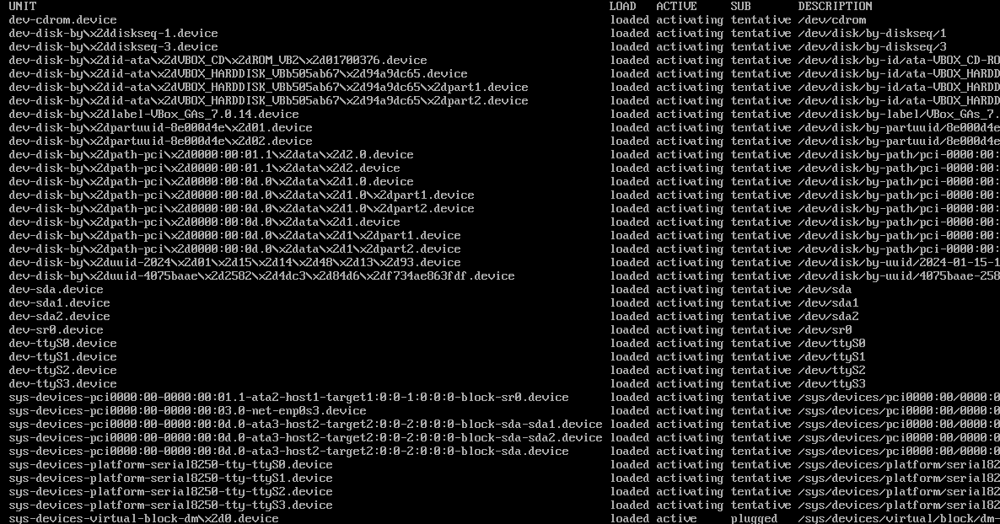 UNIT LOAD ACTIVE SUB DESCRIPTION
dev-cdrom.device loaded activating tentative /dev/cdrom
dev-disk-by\x2ddiskseq-1.device loaded activating tentative /dev/disk/by-diskseq/1
dev-disk-by\x2ddiskseq-3.device loaded activating tentative /dev/disk/by-diskseq/3
dev-disk-by\x2did-ata\x2dVBOX_CD\x2dROM_VB2\x2d01700376.device loaded activating tentative /dev/disk/by-id/ata-VBOX_CD-RO
dev-disk-by\x2did-ata\x2dVBOX_HARDDISK_VBb505ab67\x2d94a9dc65.device loaded activating tentative /dev/disk/by-id/ata-VBOX_HARDD
dev-disk-by\x2did-ata\x2dVBOX_HARDDISK_VBb505ab67\x2d94a9dc65\x2dpart1.device loaded activating tentative /dev/disk/by-id/ata-VBOX_HARDD
dev-disk-by\x2did-ata\x2dVBOX_HARDDISK_VBb505ab67\x2d94a9dc65\x2dpart2.device loaded activating tentative /dev/disk/by-id/ata-VBOX_HARDD
dev-disk-by\x2dlabel-VBox_GAs_7.0.14.device loaded activating tentative /dev/disk/by-label/VBox_GAs_7.
dev-disk-by\x2dpartuuid-8e000d4e\x2d01.device loaded activating tentative /dev/disk/by-partuuid/8e000d4e
dev-disk-by\x2dpartuuid-8e000d4e\x2d02.device loaded activating tentative /dev/disk/by-partuuid/8e000d4e
dev-disk-by\x2dpath-pci\x2d0000:00:01.1\x2data\x2d2.0.device loaded activating tentative /dev/disk/by-path/pci-0000:00:
dev-disk-by\x2dpath-pci\x2d0000:00:01.1\x2data\x2d2.device loaded activating tentative /dev/disk/by-path/pci-0000:00:
dev-disk-by\x2dpath-pci\x2d0000:00:0d.0\x2data\x2d1.0.device loaded activating tentative /dev/disk/by-path/pci-0000:00:
dev-disk-by\x2dpath-pci\x2d0000:00:0d.0\x2data\x2d1.0\x2dpart1.device loaded activating tentative /dev/disk/by-path/pci-0000:00:
dev-disk-by\x2dpath-pci\x2d0000:00:0d.0\x2data\x2d1.0\x2dpart2.device loaded activating tentative /dev/disk/by-path/pci-0000:00:
dev-disk-by\x2dpath-pci\x2d0000:00:0d.0\x2data\x2d1.device loaded activating tentative /dev/disk/by-path/pci-0000:00:
dev-disk-by\x2dpath-pci\x2d0000:00:0d.0\x2data\x2d1\x2dpart1.device loaded activating tentative /dev/disk/by-path/pci-0000:00:
dev-disk-by\x2dpath-pci\x2d0000:00:0d.0\x2data\x2d1\x2dpart2.device loaded activating tentative /dev/disk/by-path/pci-0000:00:
dev-disk-by\x2duuid-2024\x2d01\x2d15\x2d14\x2d48\x2d13\x2d93.device loaded activating tentative /dev/disk/by-uuid/2024-01-15-1
dev-disk-by\x2duuid-4075baae\x2d2582\x2d4dc3\x2d84d6\x2df734ae863fdf.device loaded activating tentative /dev/disk/by-uuid/4075baae-258
dev-sda.device loaded activating tentative /dev/sda
dev-sda1.device loaded activating tentative /dev/sda1
dev-sda2.device loaded activating tentative /dev/sda2
dev-sr0.device loaded activating tentative /dev/sr0
dev-ttyS0.device loaded activating tentative /dev/ttyS0
dev-ttyS1.device loaded activating tentative /dev/ttyS1
dev-ttyS2.device loaded activating tentative /dev/ttyS2
dev-ttyS3.device loaded activating tentative /dev/ttyS3
sys-devices-pci0000:00-0000:00:01.1-ata2-host1-target1:0:0-1:0:0:0-block-sr0.device loaded activating tentative /sys/devices/pci0000:00/0000:0
sys-devices-pci0000:00-0000:00:03.0-net-enp0s3.device loaded activating tentative /sys/devices/pci0000:00/0000:0
sys-devices-pci0000:00-0000:00:0d.0-ata3-host2-target2:0:0-2:0:0:0-block-sda-sda1.device loaded activating tentative /sys/devices/pci0000:00/0000:0
sys-devices-pci0000:00-0000:00:0d.0-ata3-host2-target2:0:0-2:0:0:0-block-sda-sda2.device loaded activating tentative /sys/devices/pci0000:00/0000:0
sys-devices-pci0000:00-0000:00:0d.0-ata3-host2-target2:0:0-2:0:0:0-block-sda.device loaded activating tentative /sys/devices/pci0000:00/0000:0
sys-devices-platform-serial8250-tty-ttyS0.device loaded activating tentative /sys/devices/platform/serial82
sys-devices-platform-serial8250-tty-ttyS1.device loaded activating tentative /sys/devices/platform/serial82
sys-devices-platform-serial8250-tty-ttyS2.device loaded activating tentative /sys/devices/platform/serial82
sys-devices-platform-serial8250-tty-ttyS3.device loaded activating tentative /sys/devices/platform/serial82
sys-devices-virtual-block-dm\x2d0.device loaded active plugged /sys/devices/virtual/block/dm-